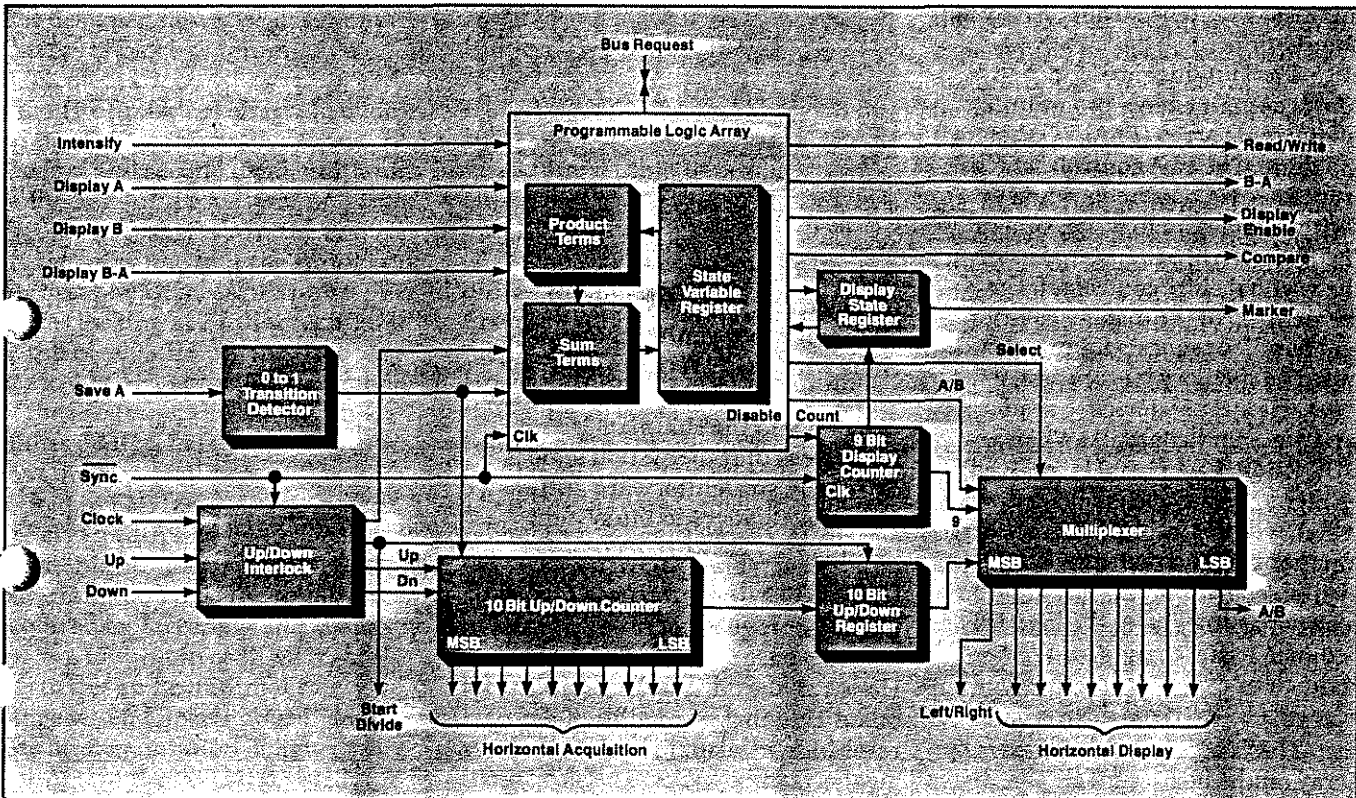 Bus Request
Programmable Logic Array
Intensify
Display A
Display B
Display B-A
Product
Terms
Sum
Terms
State
Variable
Register
Read/Write
B-A
Display
Enable
Compare
Display
State
Register
Marker
Select
A/B
Save A
0 to 1
Transition
Detector
Disable Count
Clk
9 Bit
Display
Counter
Clk
9
Sync
Clock
Up
Down
Up/Down
Interlock
Up
Dn
10 Bit Up/Down Counter
MSB
LSB
10 Bit
Up/Down
Register
Multiplexer
MSB
LSB
A/B
Start
Divide
Horizontal Acquisition
Left/Right
Horizontal Display